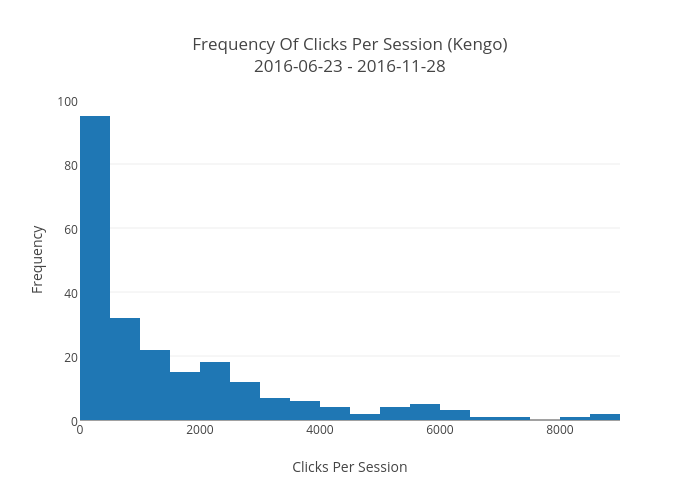 Frequency Of Clicks Per Session (Kengo)
2016-06-23 - 2016-11-28
100
80
60
40
20
0
Frequency
0 2000 4000 6000 8000
Clicks Per Session